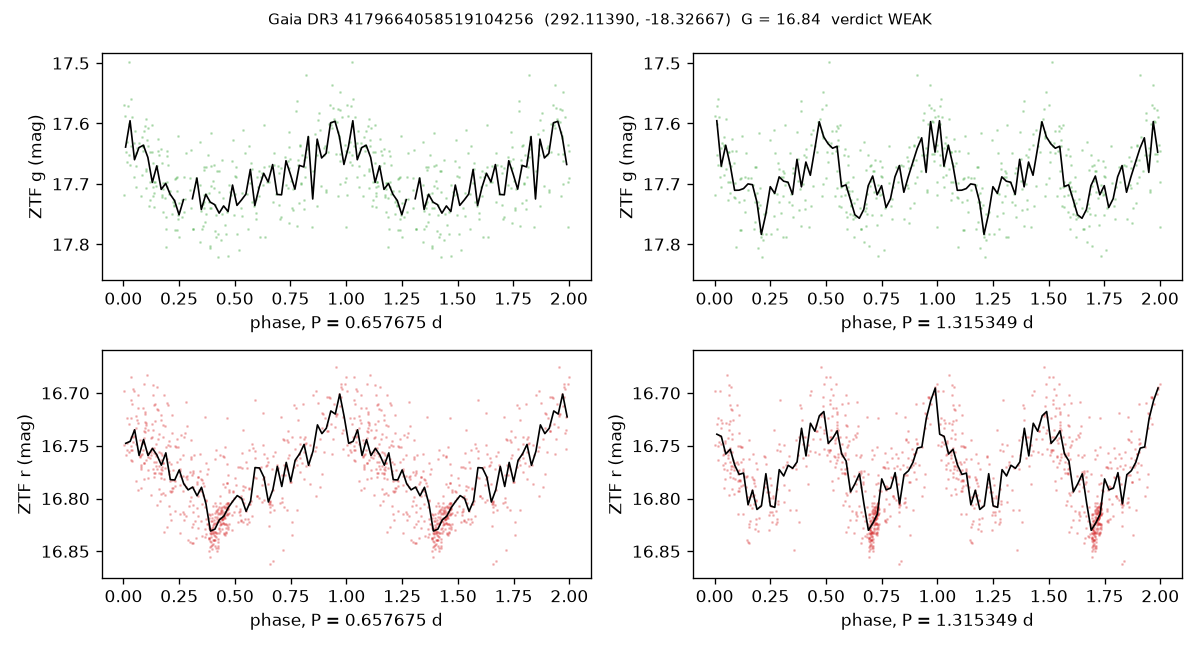 Gaia DR3 4179664058519104256  (292.11390, -18.32667)  G = 16.84  verdict WEAK
ZTF g (mag)
17.5
17.6
17.7
17.8
0.00 0.25 0.50 0.75 1.00 1.25 1.50 1.75 2.00
phase, P = 0.657675 d
ZTF g (mag)
17.5
17.6
17.7
17.8
0.00 0.25 0.50 0.75 1.00 1.25 1.50 1.75 2.00
phase, P = 1.315349 d
ZTF r (mag)
16.70
16.75
16.80
16.85
0.00 0.25 0.50 0.75 1.00 1.25 1.50 1.75 2.00
phase, P = 0.657675 d
ZTF r (mag)
16.70
16.75
16.80
16.85
0.00 0.25 0.50 0.75 1.00 1.25 1.50 1.75 2.00
phase, P = 1.315349 d